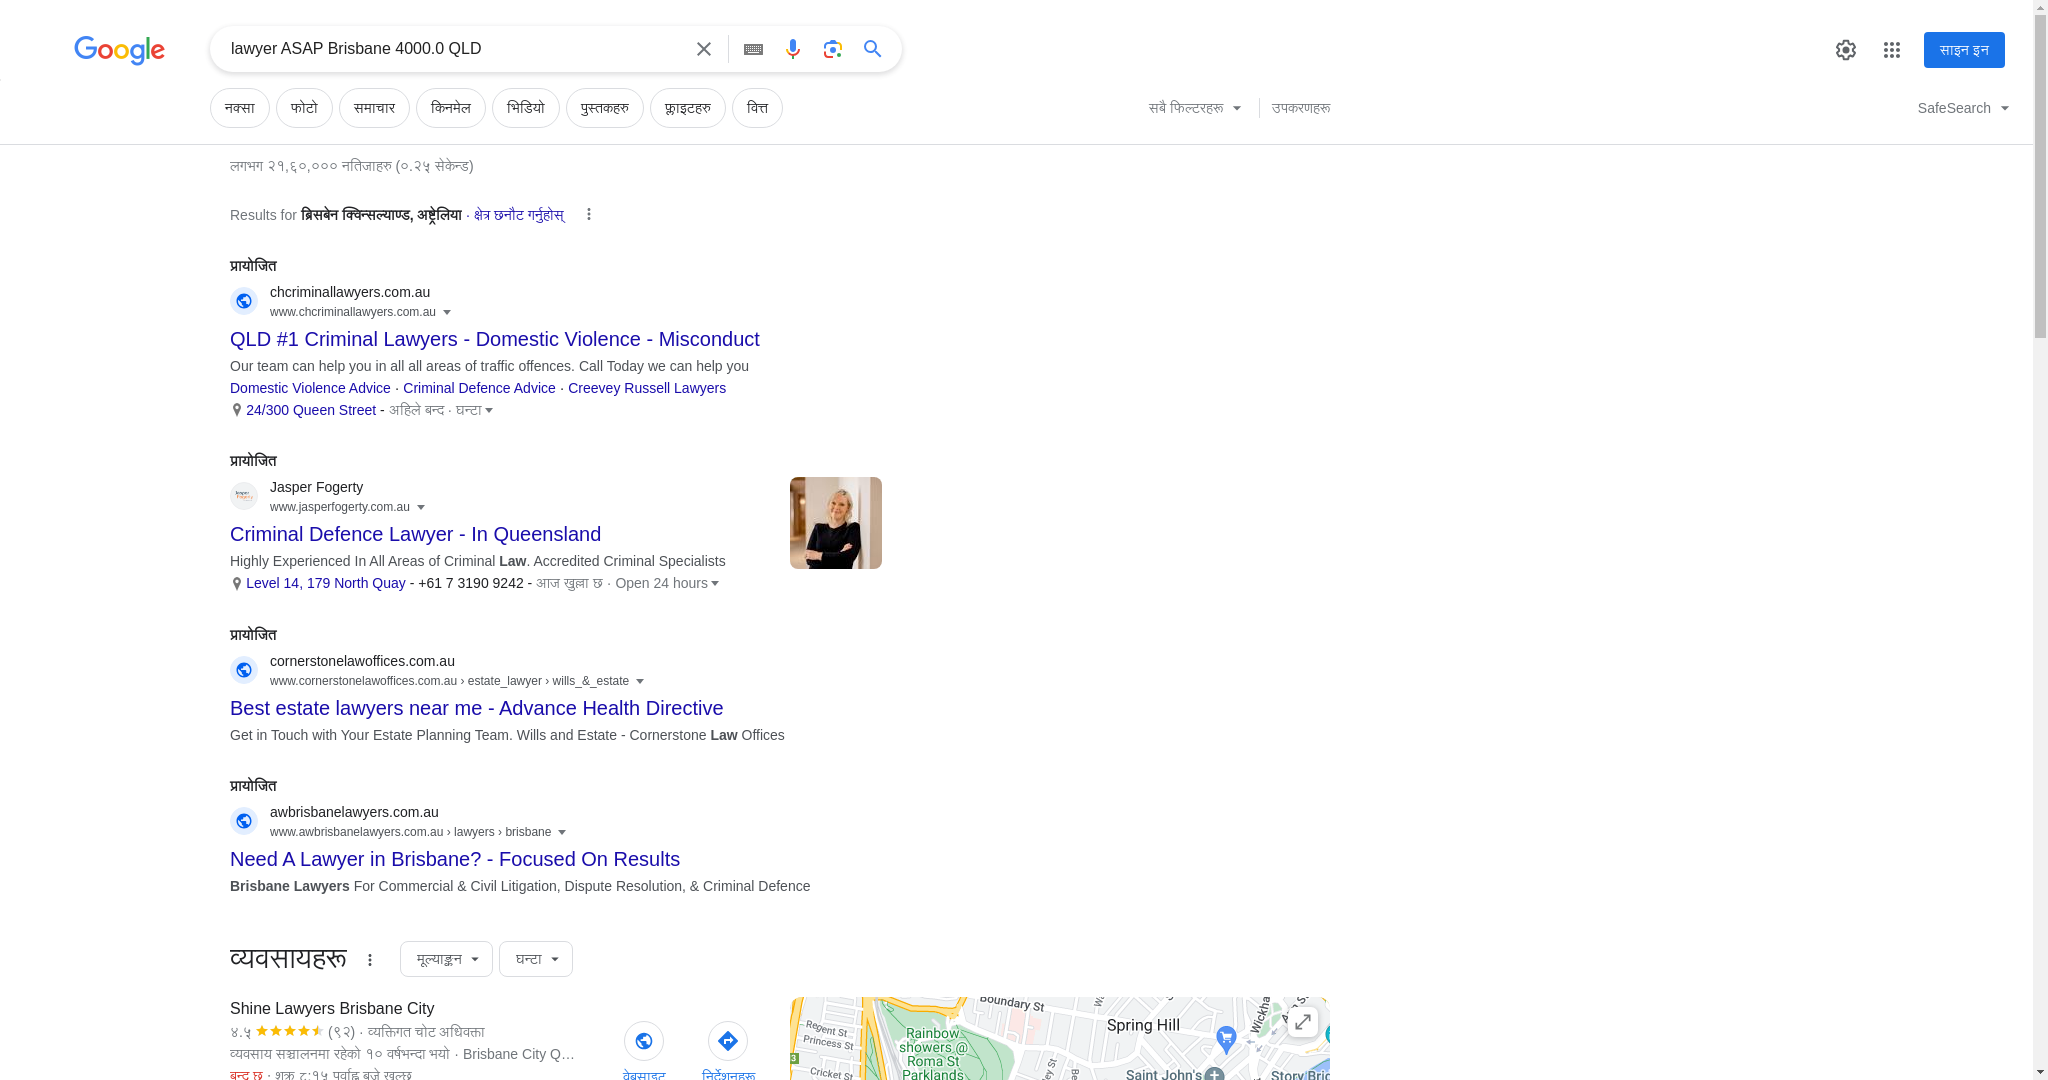 Google
lawyer ASAP Brisbane 4000.0 QLD
साइन इन
नक्सा
फोटो
समाचार
किनमेल
भिडियो
पुस्तकहरु
फ्लाइटहरु
वित्त
सबै फिल्टरहरू
उपकरणहरू
SafeSearch
लगभग २१,६०,००० नतिजाहरु (०.२५ सेकेन्ड)
Results for ब्रिसबेन क्विन्सल्याण्ड, अष्ट्रेलिया · क्षेत्र छनौट गर्नुहोस्
प्रायोजित
chcriminallawyers.com.au
www.chcriminallawyers.com.au
QLD #1 Criminal Lawyers - Domestic Violence - Misconduct
Our team can help you in all all areas of traffic offences. Call Today we can help you
Domestic Violence Advice · Criminal Defence Advice · Creevey Russell Lawyers
24/300 Queen Street - अहिले बन्द · घन्टा
प्रायोजित
Jasper Fogerty
www.jasperfogerty.com.au
Criminal Defence Lawyer - In Queensland
Highly Experienced In All Areas of Criminal Law. Accredited Criminal Specialists
Level 14, 179 North Quay - +61 7 3190 9242 - आज खुल्ला छ · Open 24 hours
प्रायोजित
cornerstonelawoffices.com.au
www.cornerstonelawoffices.com.au › estate_lawyer › wills_&_estate
Best estate lawyers near me - Advance Health Directive
Get in Touch with Your Estate Planning Team. Wills and Estate - Cornerstone Law Offices
प्रायोजित
awbrisbanelawyers.com.au
www.awbrisbanelawyers.com.au › lawyers › brisbane
Need A Lawyer in Brisbane? - Focused On Results
Brisbane Lawyers For Commercial & Civil Litigation, Dispute Resolution, & Criminal Defence
व्यवसायहरू
मूल्याङ्कन
घन्टा
Shine Lawyers Brisbane City
४.५ (९२) · व्यक्तिगत चोट अधिवक्ता
व्यवसाय सञ्चालनमा रहेको १० वर्षभन्दा भयो · Brisbane City Q…
बन्द छ · शुक्र ८:१५ पूर्वाह्न बजे खुल्छ
वेबसाइट
निर्देशनहरू
Boundary St
Regent St
Princess St
Cricket St
Rainbow
showers @
Roma St
Parklands
Spring Hill
Wickha
Saint John's
Story Bric
3